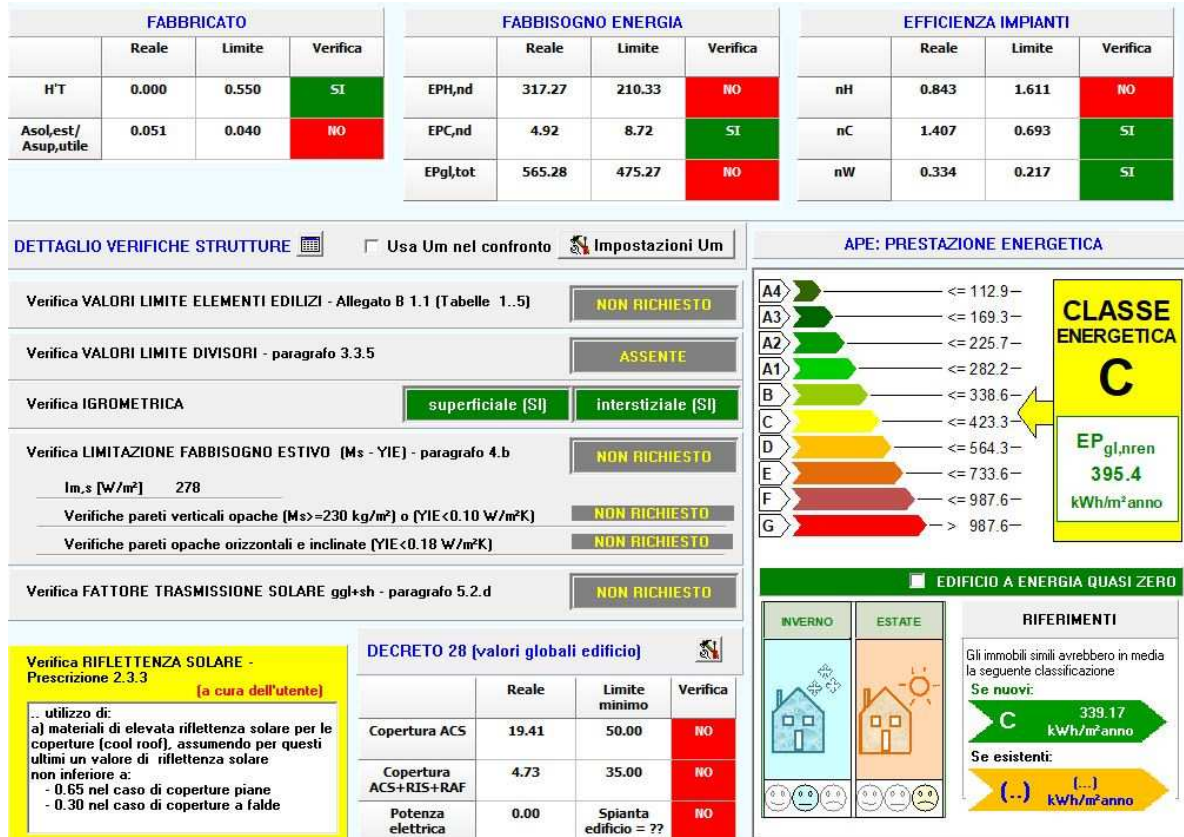 FABBRICATO
Reale Limite Verifica
H'T 0.000 0.550 SI
Asol,est/
Asup,utile 0.051 0.040 NO
FABBISOGNO ENERGIA
Reale Limite Verifica
EPH,nd 317.27 210.33 NO
EPC,nd 4.92 8.72 SI
EPgl,tot 565.28 475.27 NO
EFFICIENZA IMPIANTI
Reale Limite Verifica
nH 0.843 1.611 NO
nC 1.407 0.693 SI
nW 0.334 0.217 SI
DETTAGLIO VERIFICHE STRUTTURE Usa Um nel confronto Impostazioni Um
Verifica VALORI LIMITE ELEMENTI EDILIZI - Allegato B 1.1 (Tabelle 1..5) NON RICHIESTO
Verifica VALORI LIMITE DIVISORI - paragrafo 3.3.5 ASSENTE
Verifica IGROMETRICA superficiale (SI) interstiziale (SI)
Verifica LIMITAZIONE FABBISOGNO ESTIVO (Ms - YIE) - paragrafo 4.b NON RICHIESTO
Im,s [W/m²] 278
Verifiche pareti verticali opache (Ms>=230 kg/m²) o (YIE<0.10 W/m²K) NON RICHIESTO
Verifiche pareti opache orizzontali e inclinate (YIE<0.18 W/m²K) NON RICHIESTO
Verifica FATTORE TRASMISSIONE SOLARE ggl+sh - paragrafo 5.2.d NON RICHIESTO
Verifica RIFLETTENZA SOLARE -
Prescrizione 2.3.3
(a cura dell'utente)
.. utilizzo di:
a) materiali di elevata riflettenza solare per le
coperture (cool roof), assumendo per questi
ultimi un valore di riflettenza solare
non inferiore a:
- 0.65 nel caso di coperture piane
- 0.30 nel caso di coperture a falde
DECRETO 28 (valori globali edificio)
Reale Limite
minimo Verifica
Copertura ACS 19.41 50.00 NO
Copertura
ACS+RIS+RAF 4.73 35.00 NO
Potenza
elettrica 0.00 Spianta
edificio = ?? NO
APE: PRESTAZIONE ENERGETICA
A4 <= 112.9
A3 <= 169.3
A2 <= 225.7
A1 <= 282.2
B <= 338.6
C <= 423.3
D <= 564.3
E <= 733.6
F <= 987.6
G > 987.6
CLASSE
ENERGETICA
C
EPgl,nren
395.4
kWh/m²anno
EDIFICIO A ENERGIA QUASI ZERO
INVERNO ESTATE
RIFERIMENTI
Gli immobili simili avrebbero in media
la seguente classificazione
Se nuovi:
C 339.17
kWh/m²anno
Se esistenti:
(..) (...)
kWh/m²anno